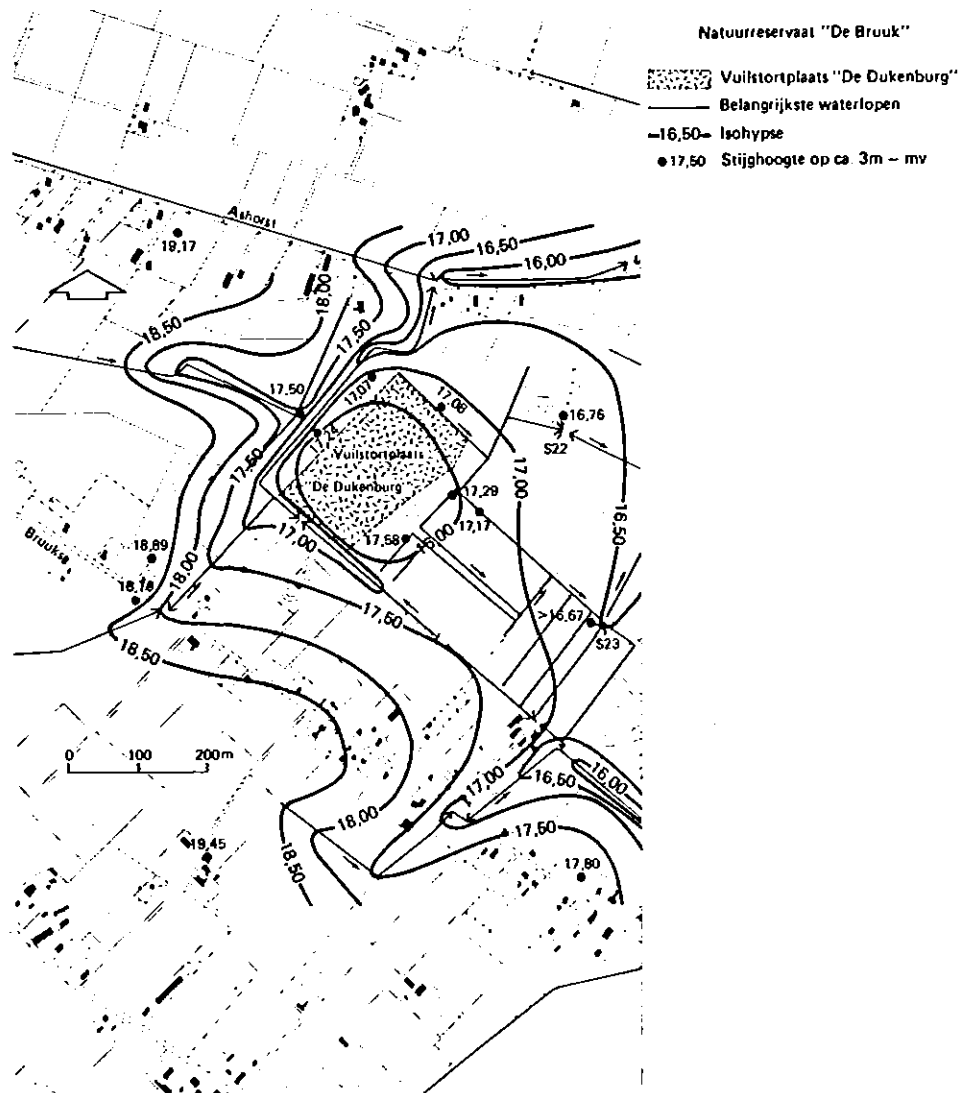 Natuurreservaat "De Bruuk"
Vuilstortplaats "De Dukenburg"
Belangrijkste waterlopen
16,50 Isohypse
17,50 Stijghoogte op ca. 3m – mv
Ashorst
19,17
17,00
16,50
16,00
18,00
18,50
17,50
17,50
17,07
17,08
16,76
S22
17,24
Vuilstortplaats
"De Dukenburg"
17,50
17,00
17,29
17,17
16,50
17,00
17,58
18,00
Bruukse
18,89
18,18
18,00
17,50
>16,67
S23
18,50
0 100 200m
17,00
16,50
16,00
18,00
17,50
19,45
18,50
17,80